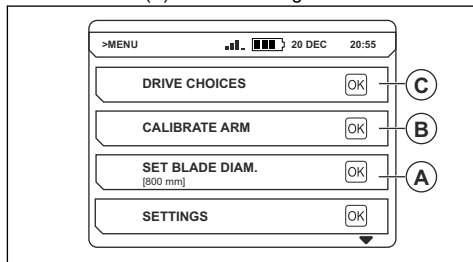 >MENU 20 DEC 20:55
DRIVE CHOICES OK C
CALIBRATE ARM OK B
SET BLADE DIAM.
[800 mm] OK A
SETTINGS OK